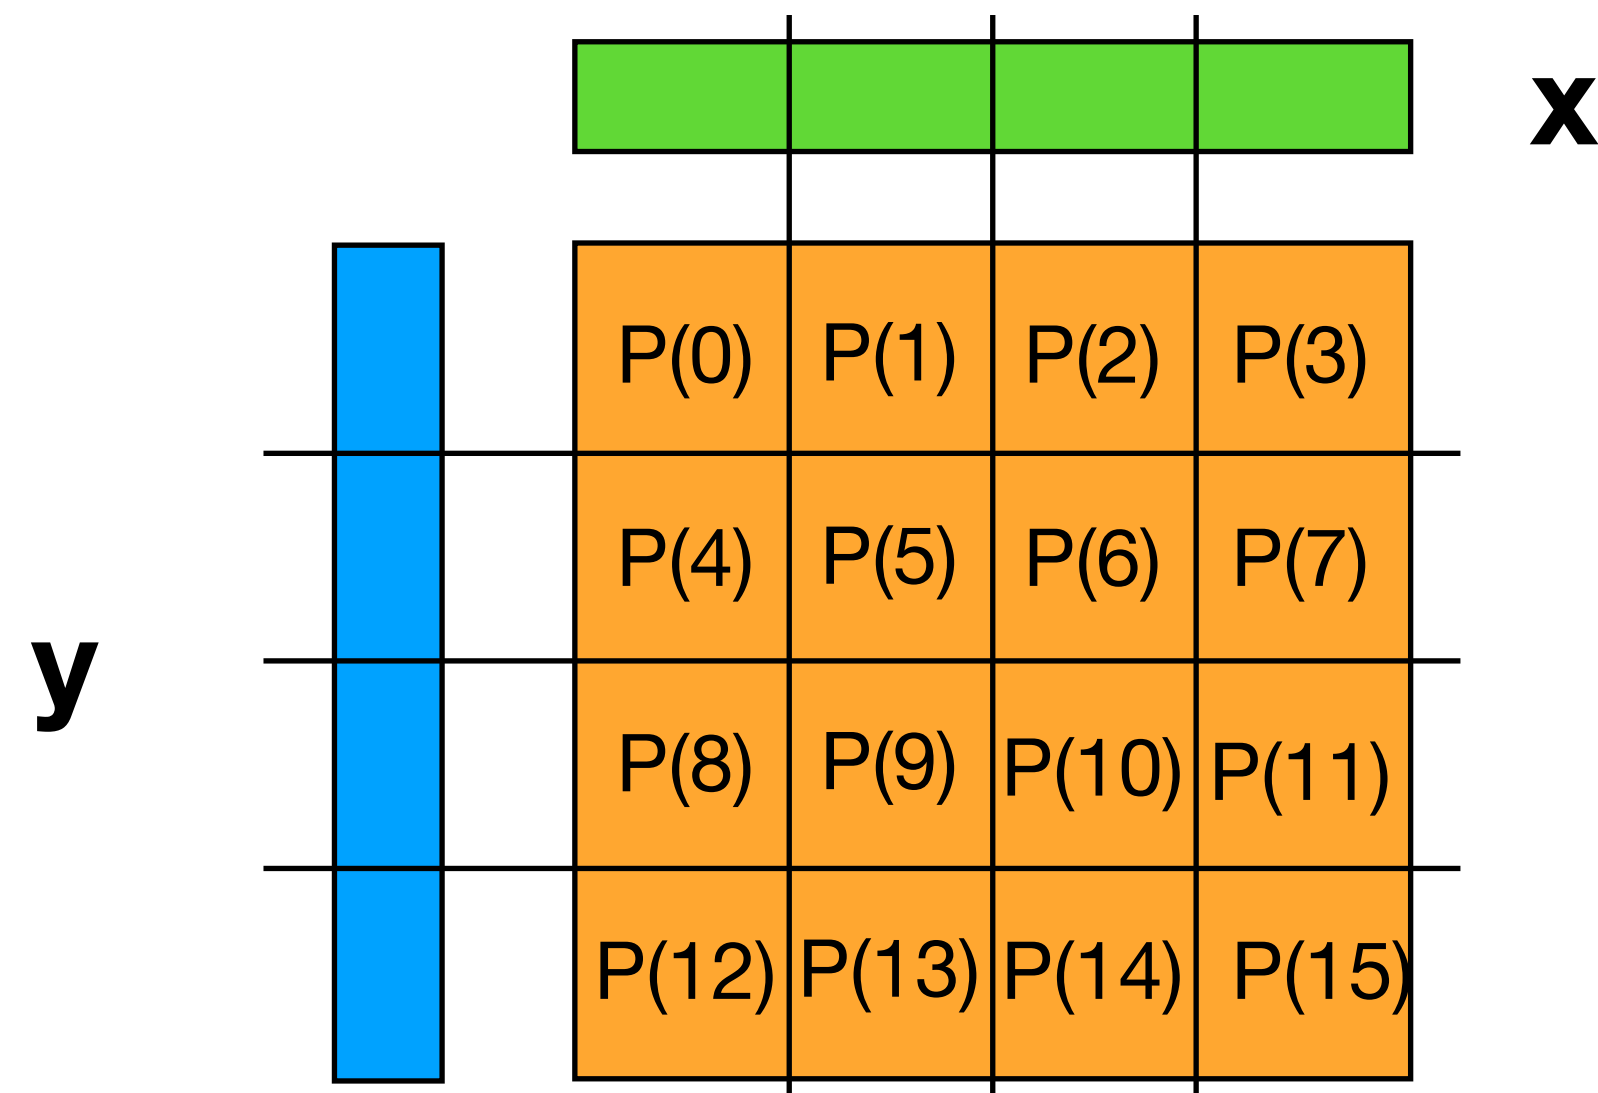 x
P(0) P(1) P(2) P(3)
P(4) P(5) P(6) P(7)
y
P(8) P(9) P(10) P(11)
P(12) P(13) P(14) P(15)